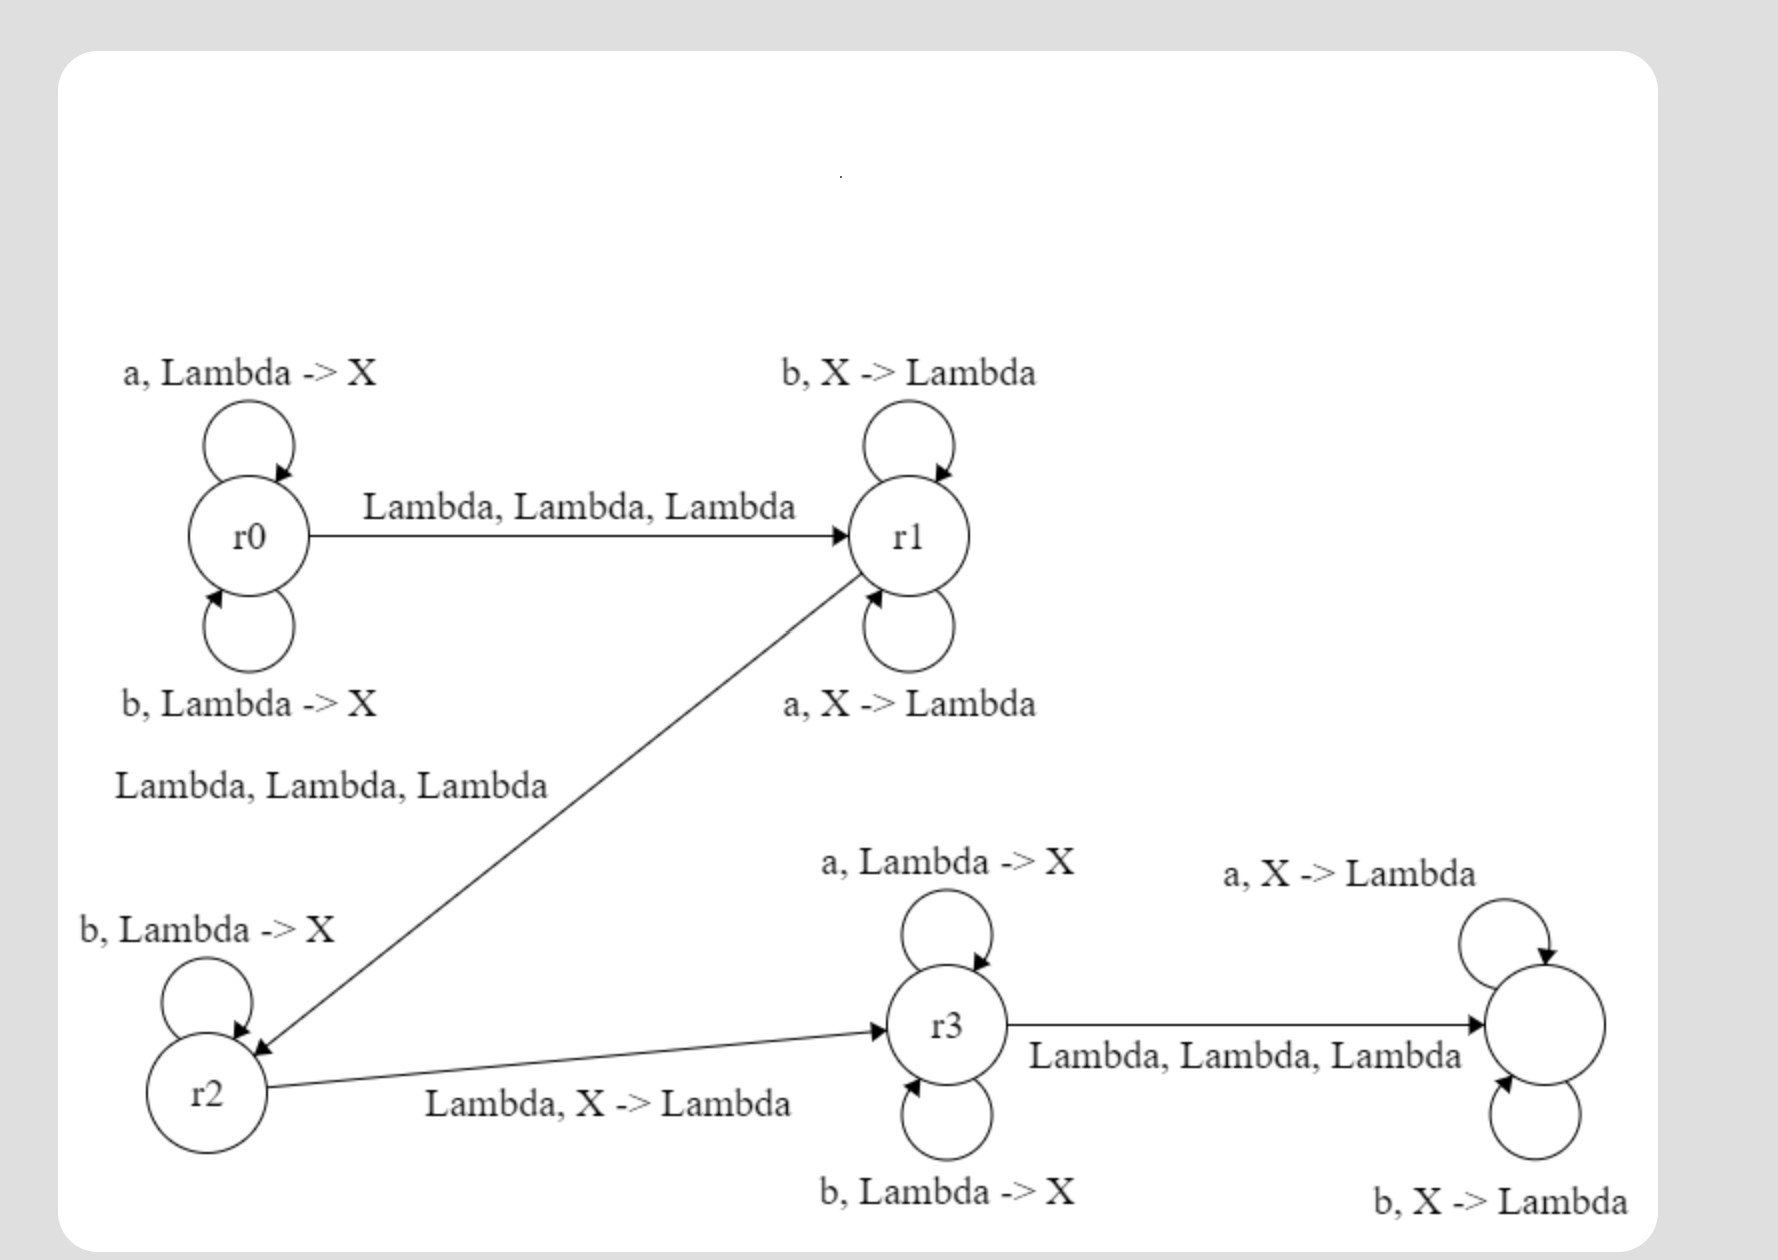 a, Lambda -> X
b, X -> Lambda
Lambda, Lambda, Lambda
r0
r1
b, Lambda -> X
a, X -> Lambda
Lambda, Lambda, Lambda
a, Lambda -> X
a, X -> Lambda
b, Lambda -> X
r3
Lambda, Lambda, Lambda
r2
Lambda, X -> Lambda
b, Lambda -> X
b, X -> Lambda